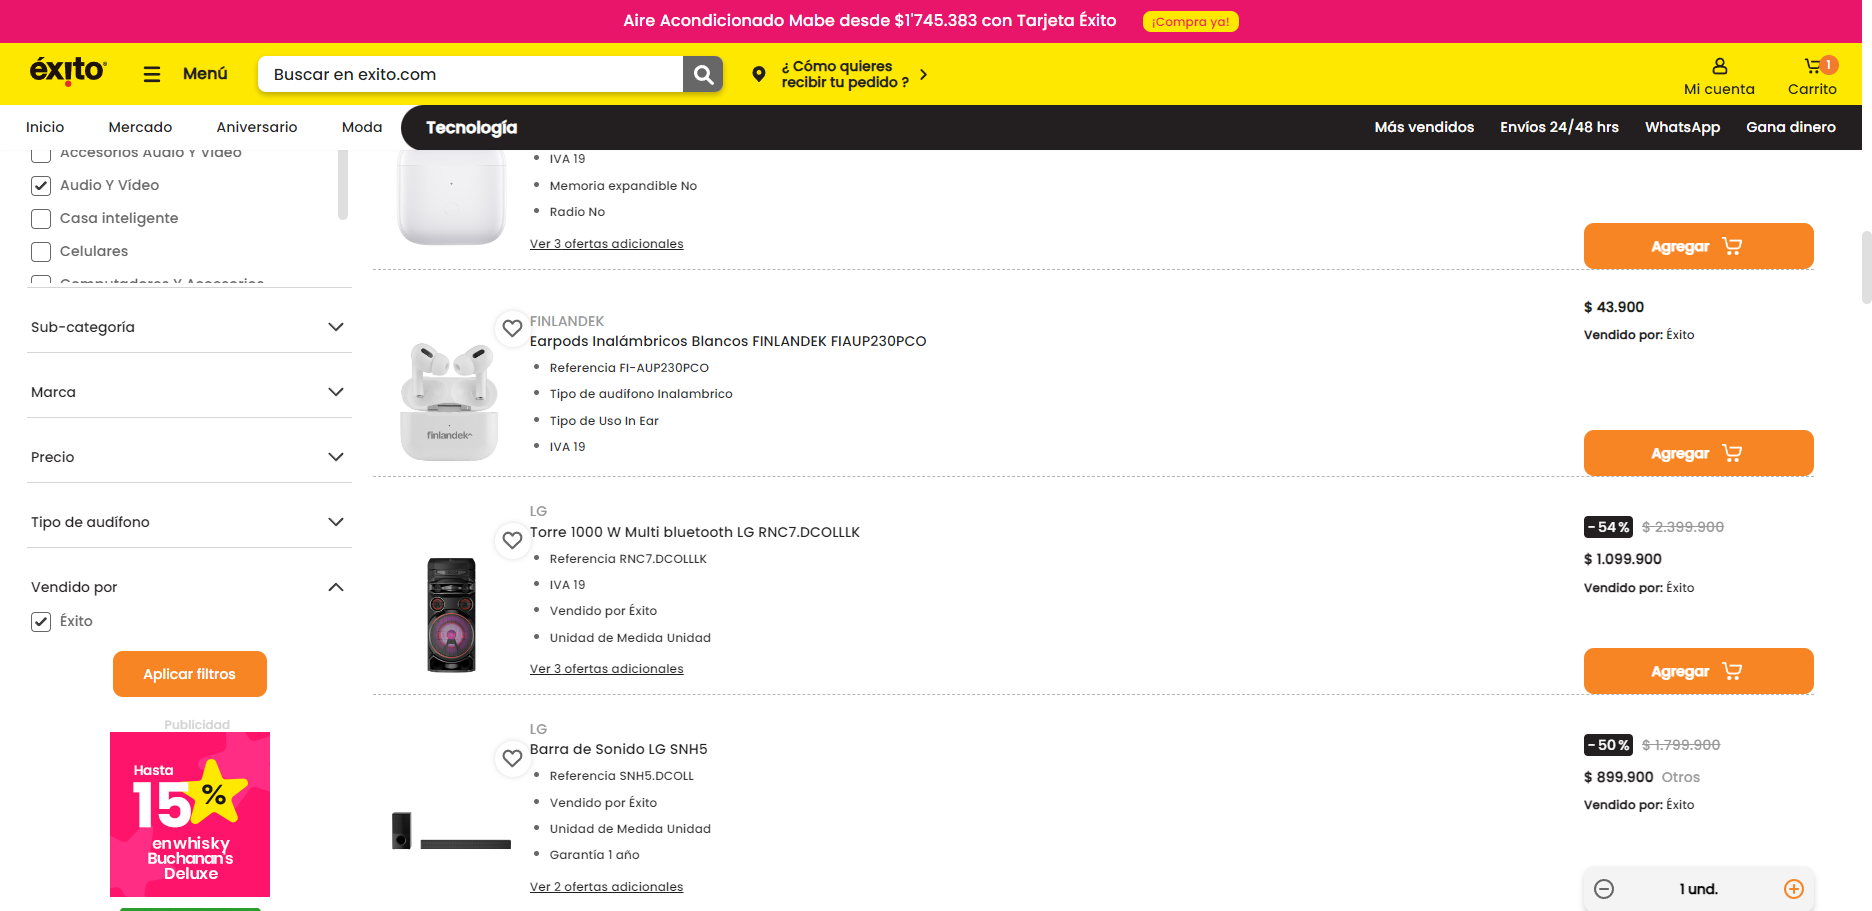 Aire Acondicionado Mabe desde $1'745.383 con Tarjeta Éxito
¡Compra ya!
éxito
Menú
Buscar en exito.com
¿ Cómo quieres
recibir tu pedido ?
Mi cuenta
1
Carrito
Inicio
Mercado
Aniversario
Moda
Tecnología
Más vendidos
Envíos 24/48 hrs
WhatsApp
Gana dinero
Accesorios Audio Y Video
Audio Y Vídeo
Casa inteligente
Celulares
Computadores Y Accesorios
Sub-categoría
Marca
Precio
Tipo de audífono
Vendido por
Éxito
Aplicar filtros
Publicidad
Hasta
15 %
en whisky
Buchanan's
Deluxe
IVA 19
Memoria expandible No
Radio No
Ver 3 ofertas adicionales
Agregar
FINLANDEK
Earpods Inalámbricos Blancos FINLANDEK FIAUP230PCO
Referencia FI-AUP230PCO
Tipo de audífono Inalambrico
Tipo de Uso In Ear
IVA 19
finlandek
$ 43.900
Vendido por: Éxito
Agregar
LG
Torre 1000 W Multi bluetooth LG RNC7.DCOLLLK
Referencia RNC7.DCOLLLK
IVA 19
Vendido por Éxito
Unidad de Medida Unidad
Ver 3 ofertas adicionales
- 54 % $ 2.399.900
$ 1.099.900
Vendido por: Éxito
Agregar
LG
Barra de Sonido LG SNH5
Referencia SNH5.DCOLL
Vendido por Éxito
Unidad de Medida Unidad
Garantía 1 año
Ver 2 ofertas adicionales
- 50 % $ 1.799.900
$ 899.900 Otros
Vendido por: Éxito
1 und.